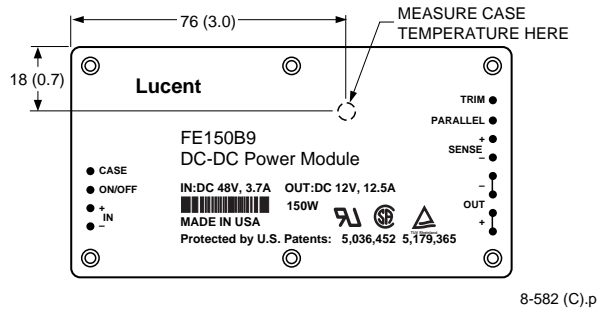 76 (3.0)
MEASURE CASE
TEMPERATURE HERE
18 (0.7)
Lucent
TRIM
PARALLEL
+
SENSE
–
FE150B9
DC-DC Power Module
CASE
ON/OFF
+
IN
–
IN:DC 48V, 3.7A OUT:DC 12V, 12.5A
150W
MADE IN USA
Protected by U.S. Patents: 5,036,452 5,179,365
–
OUT
+
8-582 (C).p